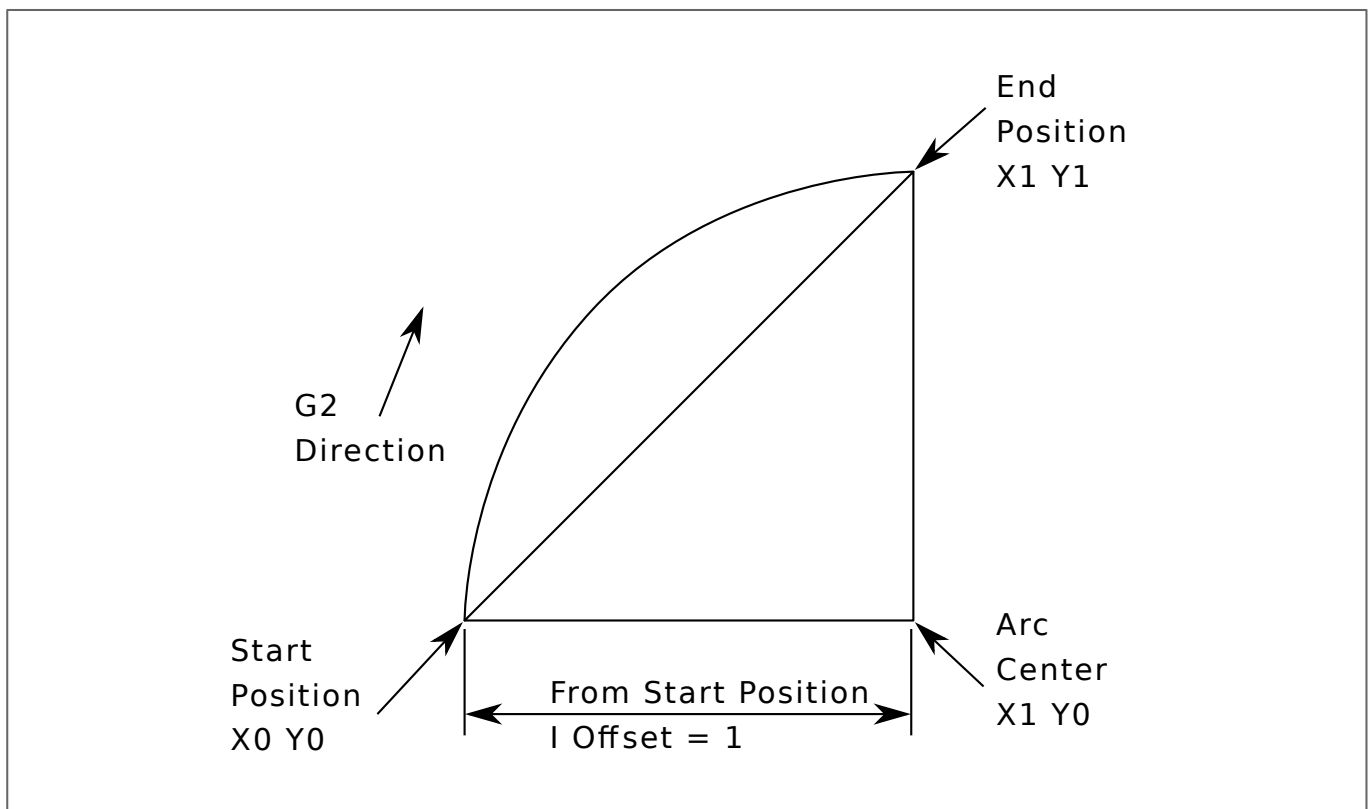 End
Position
X1 Y1
G2
Direction
Start
Position
X0 Y0
From Start Position
I Offset = 1
Arc
Center
X1 Y0